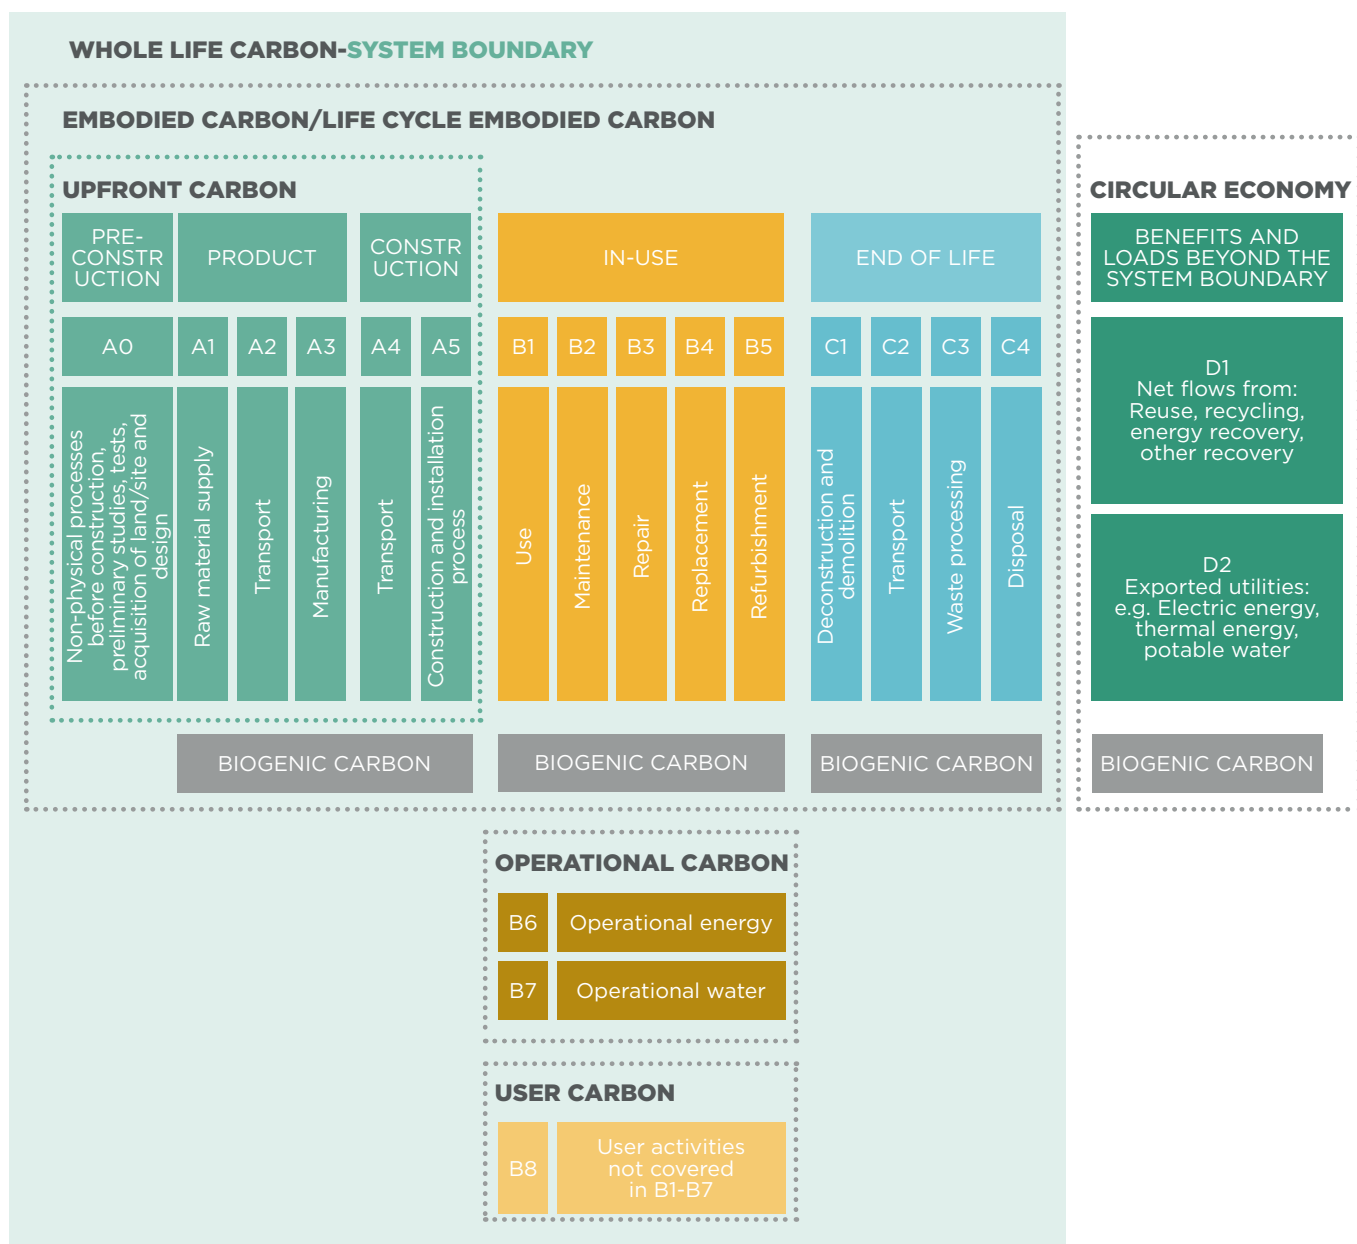 WHOLE LIFE CARBON-SYSTEM BOUNDARY
EMBODIED CARBON/LIFE CYCLE EMBODIED CARBON
UPFRONT CARBON
PRE-
CONSTR
UCTION
PRODUCT
CONSTR
UCTION
IN-USE
END OF LIFE
A0
A1
A2
A3
A4
A5
B1
B2
B3
B4
B5
C1
C2
C3
C4
Non-physical processes
before construction,
preliminary studies, tests,
acquisition of land/site and
design
Raw material supply
Transport
Manufacturing
Transport
Construction and installation
process
Use
Maintenance
Repair
Replacement
Refurbishment
Deconstruction and
demolition
Transport
Waste processing
Disposal
BIOGENIC CARBON
BIOGENIC CARBON
BIOGENIC CARBON
CIRCULAR ECONOMY
BENEFITS AND
LOADS BEYOND THE
SYSTEM BOUNDARY
D1
Net flows from:
Reuse, recycling,
energy recovery,
other recovery
D2
Exported utilities:
e.g. Electric energy,
thermal energy,
potable water
BIOGENIC CARBON
OPERATIONAL CARBON
B6
Operational energy
B7
Operational water
USER CARBON
B8
User activities
not covered
in B1-B7